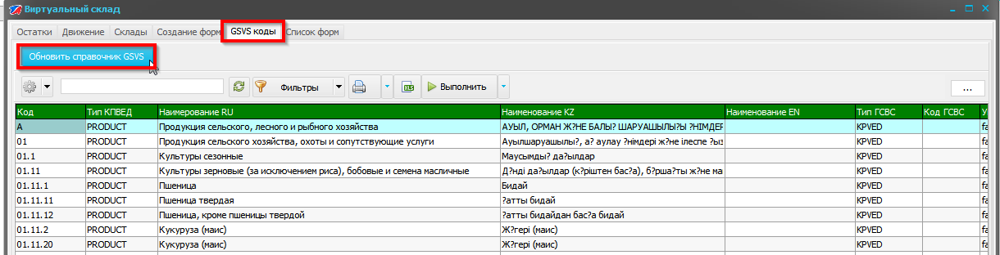 Виртуальный склад
Остатки Движение Склады Создание форм GSVS коды Список форм
Обновить справочник GSVS
Фильтры XLS Выполнить ...
Код Тип КПВЕД Наимерование RU Наименование KZ Наименование EN Тип ГСВС Код ГСВС У
A PRODUCT Продукция сельского, лесного и рыбного хозяйства АУЫЛ, ОРМАН Ж?НЕ БАЛЫ? ШАРУАШЫЛЫ?Ы ?НІМДЕР KPVED fa
01 PRODUCT Продукция сельского хозяйства, охоты и сопутствующие услуги Ауылшаруашылы?, а? аулау ?німдері ж?не ілеспе ?ыз KPVED fa
01.1 PRODUCT Культуры сезонные Маусымды? да?ылдар KPVED fa
01.11 PRODUCT Культуры зерновые (за исключением риса), бобовые и семена масличные Д?нді да?ылдар (к?ріштен бас?а), б?рша?ты ж?не ма KPVED fa
01.11.1 PRODUCT Пшеница Бидай KPVED fa
01.11.11 PRODUCT Пшеница твердая ?атты бидай KPVED fa
01.11.12 PRODUCT Пшеница, кроме пшеницы твердой ?атты бидайдан бас?а бидай KPVED fa
01.11.2 PRODUCT Кукуруза (маис) Ж?гері (маис) KPVED fa
01.11.20 PRODUCT Кукуруза (маис) Ж?гері (маис) KPVED fa